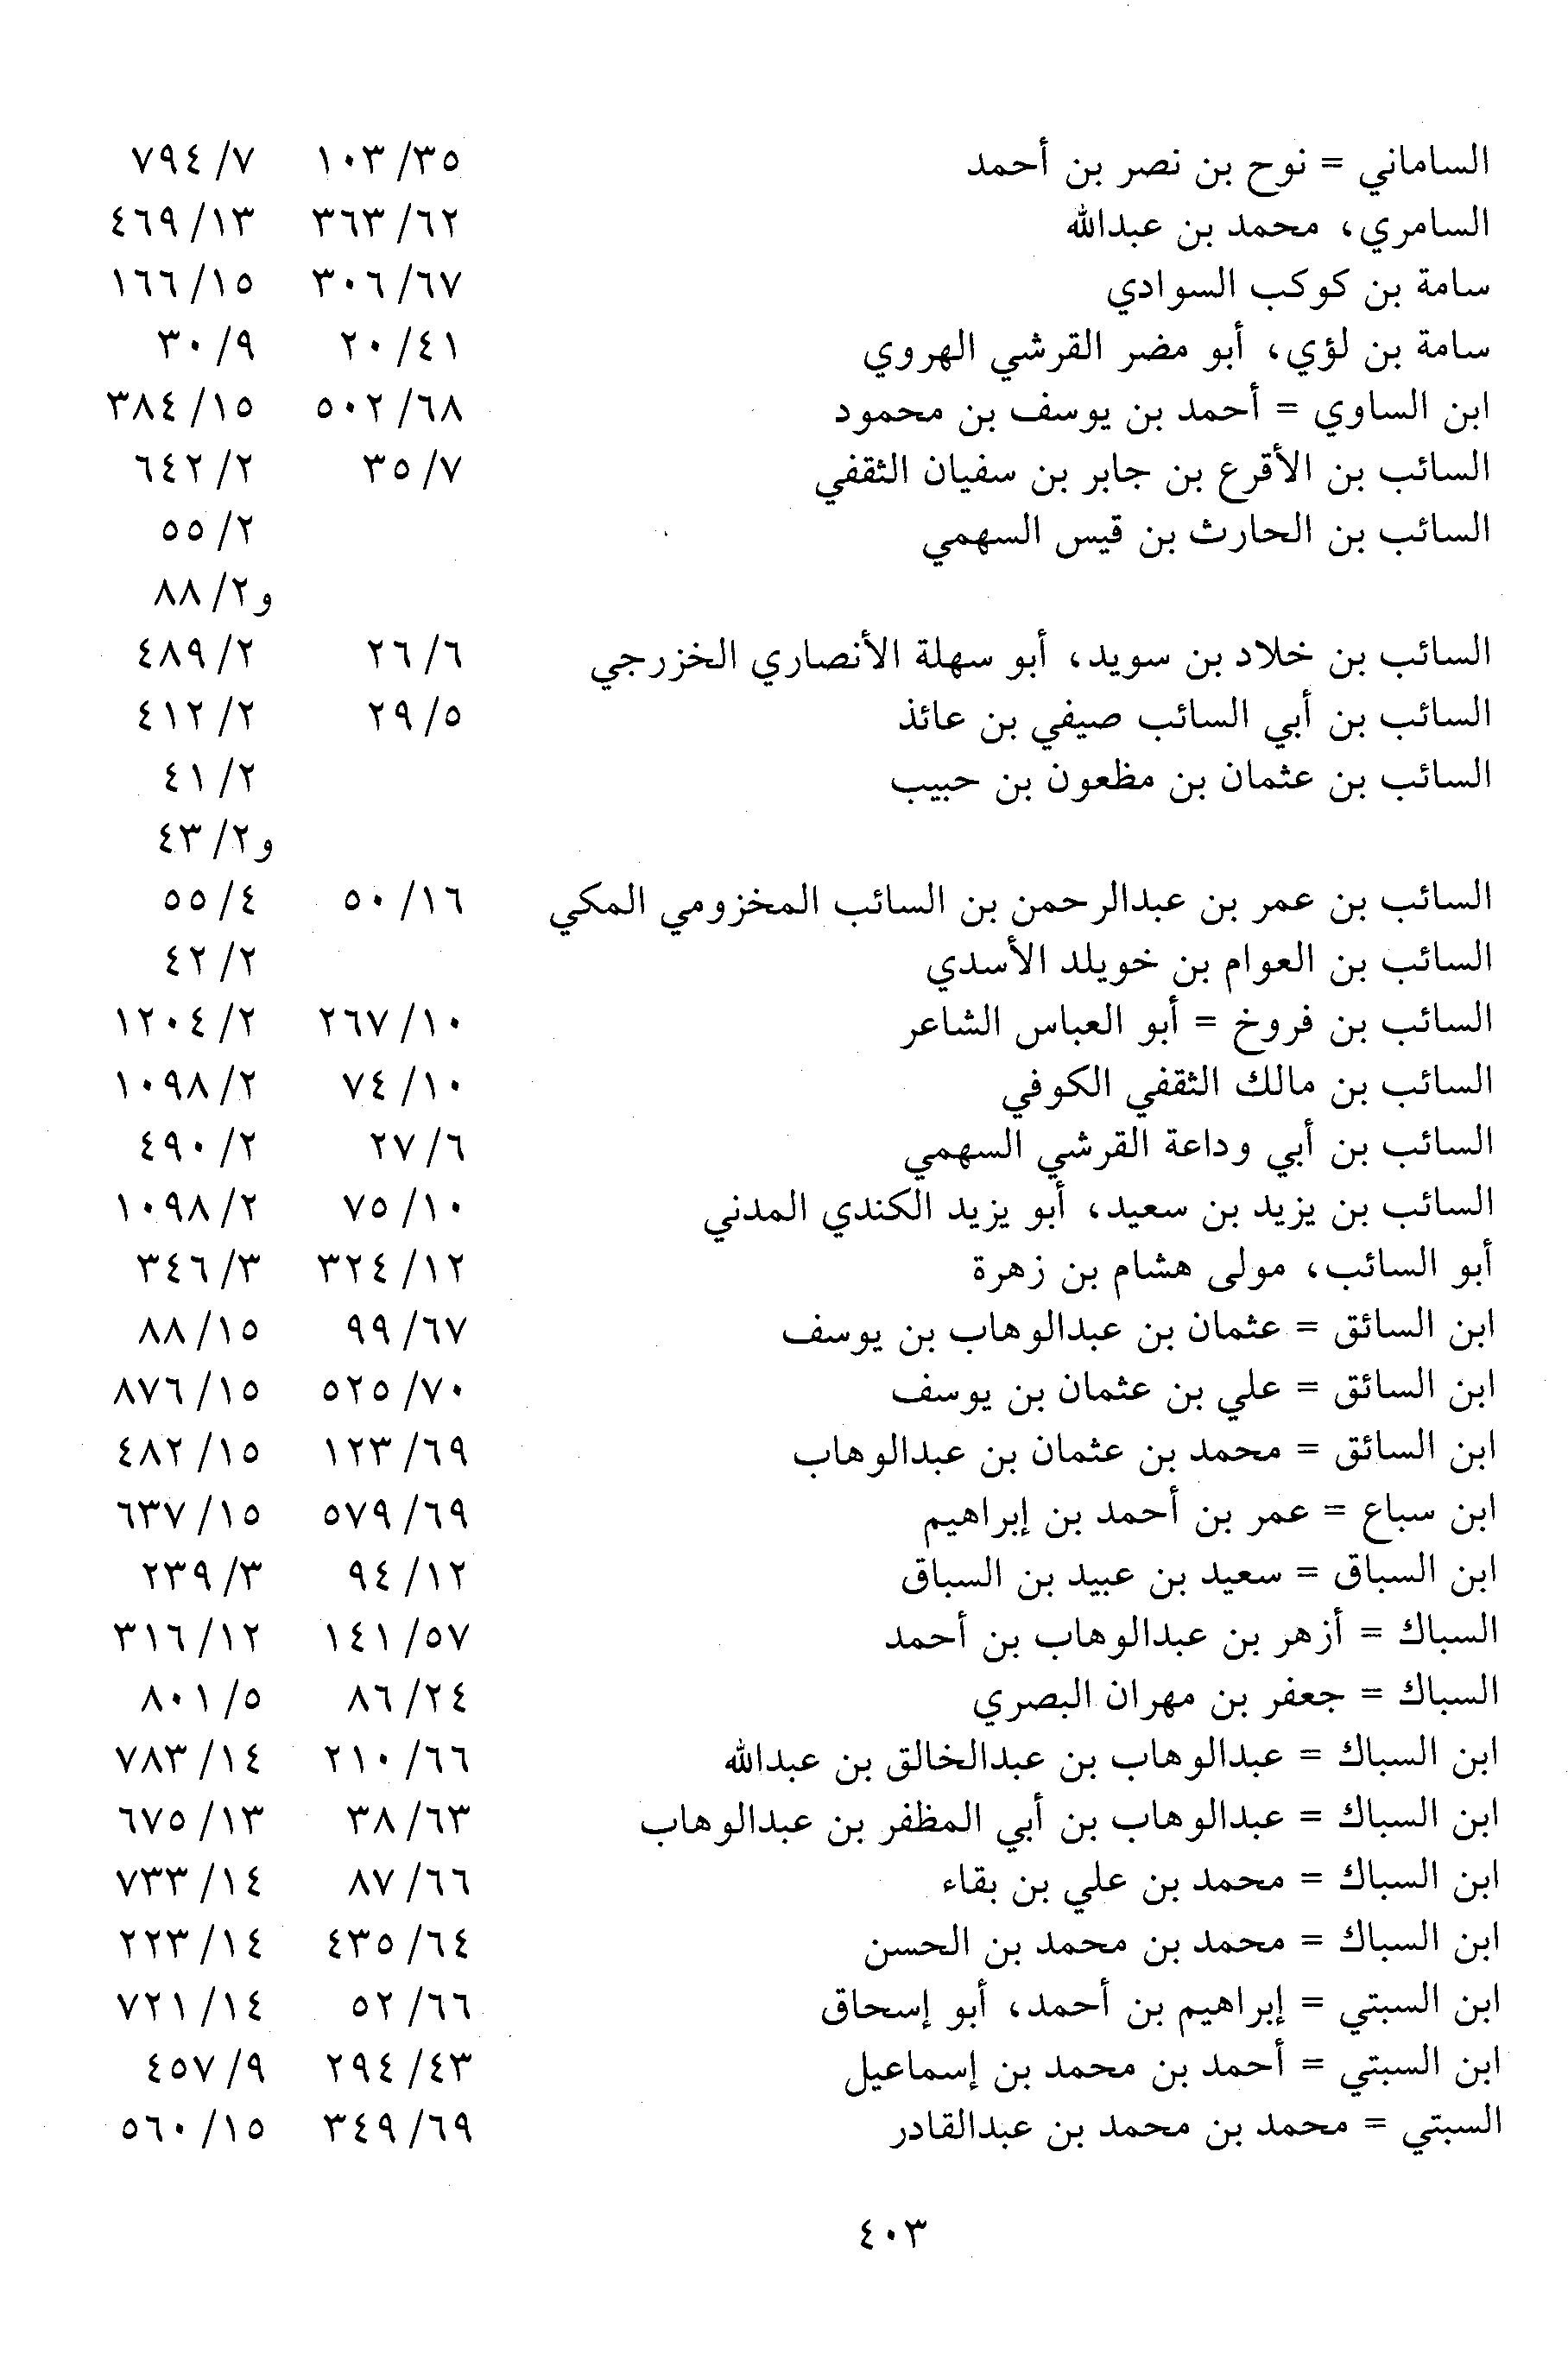 الساماني = نوح بن نصر بن أحمد ٣٥/ ١٠٣ ٧/ ٧٩٤
السامري، محمد بن عبدالله ٦٢/ ٣٦٣ ١٣/ ٤٦٩
سامة بن كوكب السوادي ٦٧/ ٣٠٦ ١٥/ ١٦٦
سامة بن لؤي، أبو مضر القرشي الهروي ٤١/ ٢٠ ٩/ ٣٠
ابن الساوي = أحمد بن يوسف بن محمود ٦٨/ ٥٠٢ ١٥/ ٣٨٤
السائب بن الأقرع بن جابر بن سفيان الثقفي ٧/ ٣٥ ٢/ ٦٤٢
السائب بن الحارث بن قيس السهمي ٢/ ٥٥
و٢/ ٨٨
السائب بن خلاد بن سويد، أبو سهلة الأنصاري الخزرجي ٦/ ٢٦ ٢/ ٤٨٩
السائب بن أبي السائب صيفي بن عائذ ٥/ ٢٩ ٢/ ٤١٢
السائب بن عثمان بن مظعون بن حبيب ٢/ ٤١
و٢/ ٤٣
السائب بن عمر بن عبدالرحمن بن السائب المخزومي المكي ١٦/ ٥٠ ٤/ ٥٥
السائب بن العوام بن خويلد الأسدي ٢/ ٤٢
السائب بن فروخ = أبو العباس الشاعر ١٠/ ٢٦٧ ٢/ ١٢٠٤
السائب بن مالك الثقفي الكوفي ١٠/ ٧٤ ٢/ ١٠٩٨
السائب بن أبي وداعة القرشي السهمي ٦/ ٢٧ ٢/ ٤٩٠
السائب بن يزيد بن سعيد، أبو يزيد الكندي المدني ١٠/ ٧٥ ٢/ ١٠٩٨
أبو السائب، مولى هشام بن زهرة ١٢/ ٣٢٤ ٣/ ٣٤٦
ابن السائق = عثمان بن عبدالوهاب بن يوسف ٦٧/ ٩٩ ١٥/ ٨٨
ابن السائق = علي بن عثمان بن يوسف ٧٠/ ٥٢٥ ١٥/ ٨٧٦
ابن السائق = محمد بن عثمان بن عبدالوهاب ٦٩/ ١٢٣ ١٥/ ٤٨٢
ابن سباع = عمر بن أحمد بن إبراهيم ٦٩/ ٥٧٩ ١٥/ ٦٣٧
ابن السباق = سعيد بن عبيد بن السباق ١٢/ ٩٤ ٣/ ٢٣٩
السباك = أزهر بن عبدالوهاب بن أحمد ٥٧/ ١٤١ ١٢/ ٣١٦
السباك = جعفر بن مهران البصري ٢٤/ ٨٦ ٥/ ٨٠١
ابن السباك = عبدالوهاب بن عبدالخالق بن عبدالله ٦٦/ ٢١٠ ١٤/ ٧٨٣
ابن السباك = عبدالوهاب بن أبي المظفر بن عبدالوهاب ٦٣/ ٣٨ ١٣/ ٦٧٥
ابن السباك = محمد بن علي بن بقاء ٦٦/ ٨٧ ١٤/ ٧٣٣
ابن السباك = محمد بن محمد بن الحسن ٦٤/ ٤٣٥ ١٤/ ٢٢٣
ابن السبتي = إبراهيم بن أحمد، أبو إسحاق ٦٦/ ٥٢ ١٤/ ٧٢١
ابن السبتي = أحمد بن محمد بن إسماعيل ٤٣/ ٢٩٤ ٩/ ٤٥٧
السبتي = محمد بن محمد بن عبدالقادر ٦٩/ ٣٤٩ ١٥/ ٥٦٠
٤٠٣